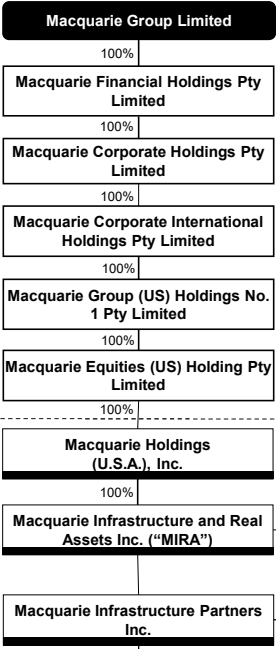 Macquarie Group Limited
100%
Macquarie Financial Holdings Pty
Limited
100%
Macquarie Corporate Holdings Pty
Limited
100%
Macquarie Corporate International
Holdings Pty Limited
100%
Macquarie Group (US) Holdings No.
1 Pty Limited
100%
Macquarie Equities (US) Holding Pty
Limited
100%
Macquarie Holdings
(U.S.A.), Inc.
100%
Macquarie Infrastructure and Real
Assets Inc. (“MIRA”)
Macquarie Infrastructure Partners
Inc.